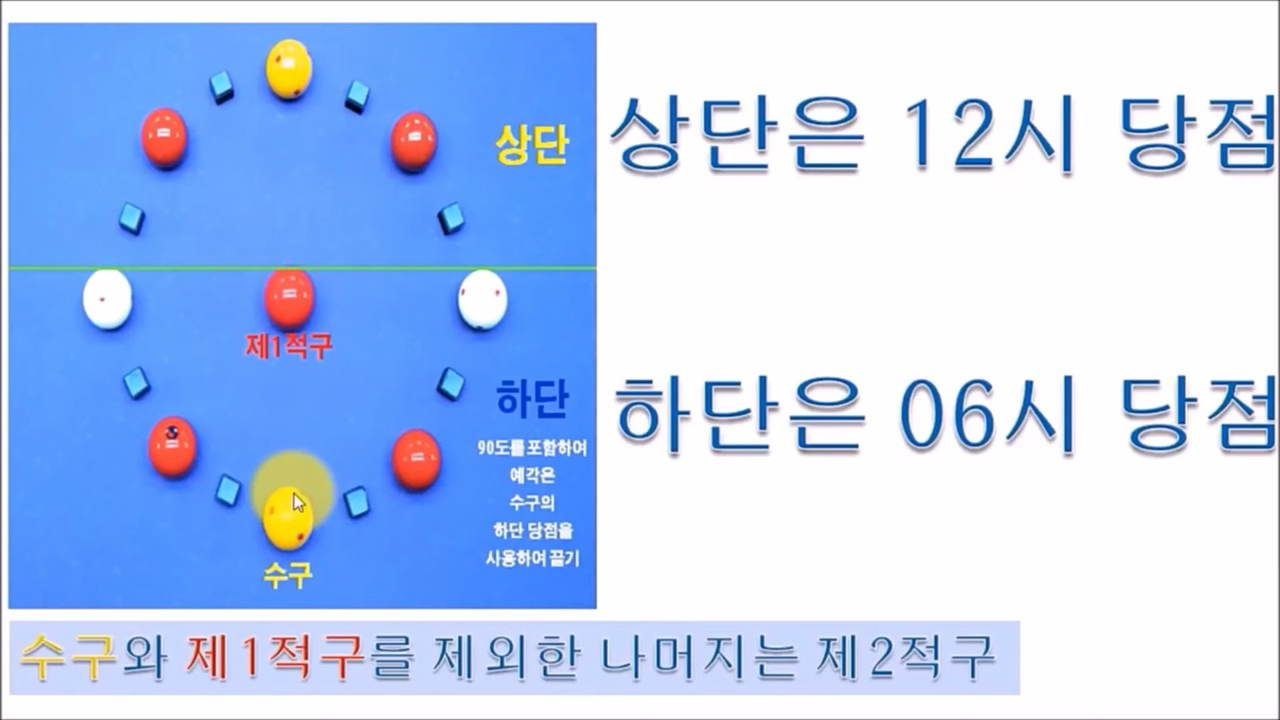 상단
상단은 12시 당점
제1적구
하단
하단은 06시 당점
90도를 포함하여
예각은
수구의
하단 당점을
사용하여 끌기
수구
수구와 제1적구를 제외한 나머지는 제2적구